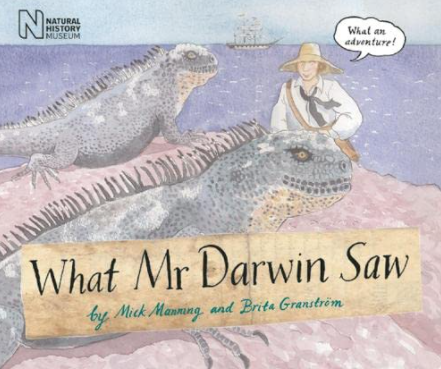 N
NATURAL
HISTORY
MUSEUM
What an
adventure!
What Mr Darwin Saw
by Mick Manning and Brita Granström